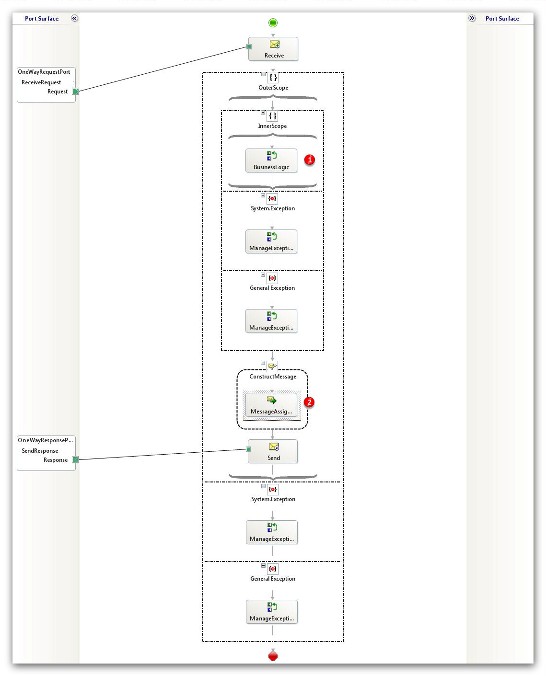 Port Surface
Port Surface
Receive
OneWayRequestPort
ReceiveRequest
Request
OuterScope
InnerScope
1
BusinessLogic
System.Exception
ManageExcepti...
General Exception
ManageExcepti...
ConstructMessage
2
MessageAssig...
OneWayResponseP...
SendResponse
Response
Send
System.Exception
ManageExcepti...
General Exception
ManageExcepti...